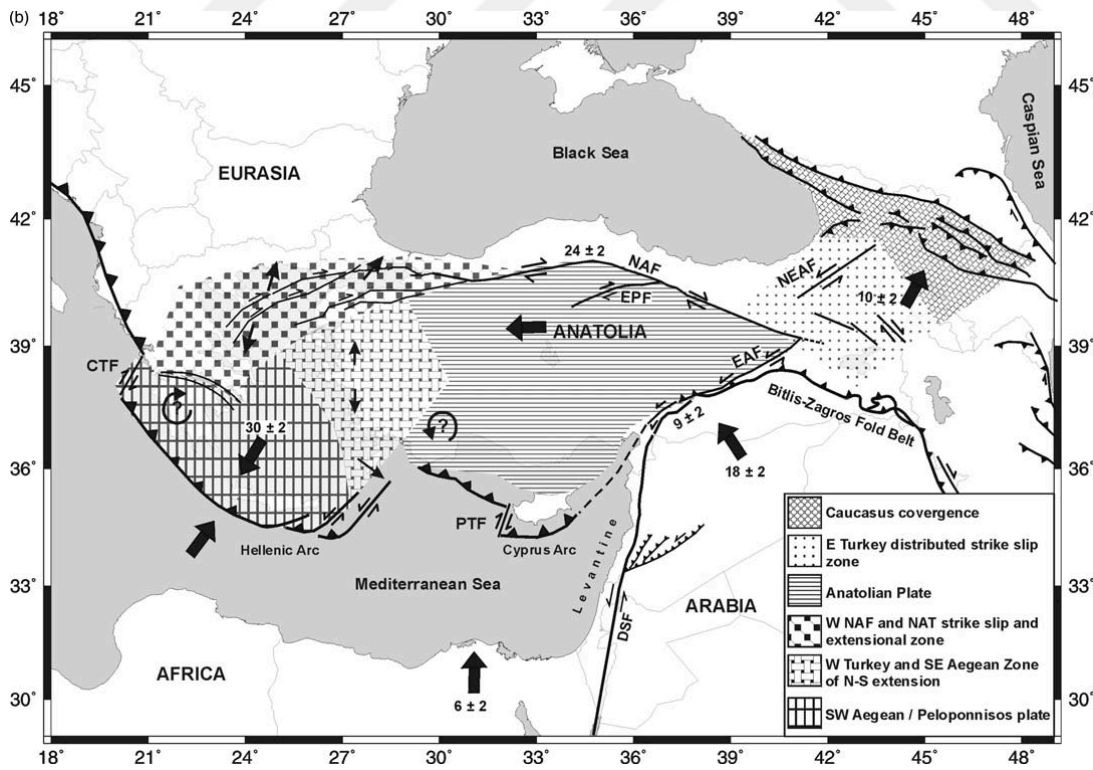 (b)
18° 21° 24° 27° 30° 33° 36° 39° 42° 45° 48°
45°
42°
39°
36°
33°
30°
45°
42°
39°
36°
33°
30°
Caspian Sea
Black Sea
EURASIA
24 ± 2
NAF
NEAF
EPF
10 ± 2
ANATOLIA
CTF
EAF
Bitlis-Zagros Fold Belt
?
30 ± 2
?
9 ± 2
18 ± 2
PTF
Hellenic Arc
Cyprus Arc
Mediterranean Sea
Levantine
DSF
ARABIA
AFRICA
6 ± 2
Caucasus covergence
E Turkey distributed strike slip
zone
Anatolian Plate
W NAF and NAT strike slip and
extensional zone
W Turkey and SE Aegean Zone
of N-S extension
SW Aegean / Peloponnisos plate
18° 21° 24° 27° 30° 33° 36° 39° 42° 45° 48°